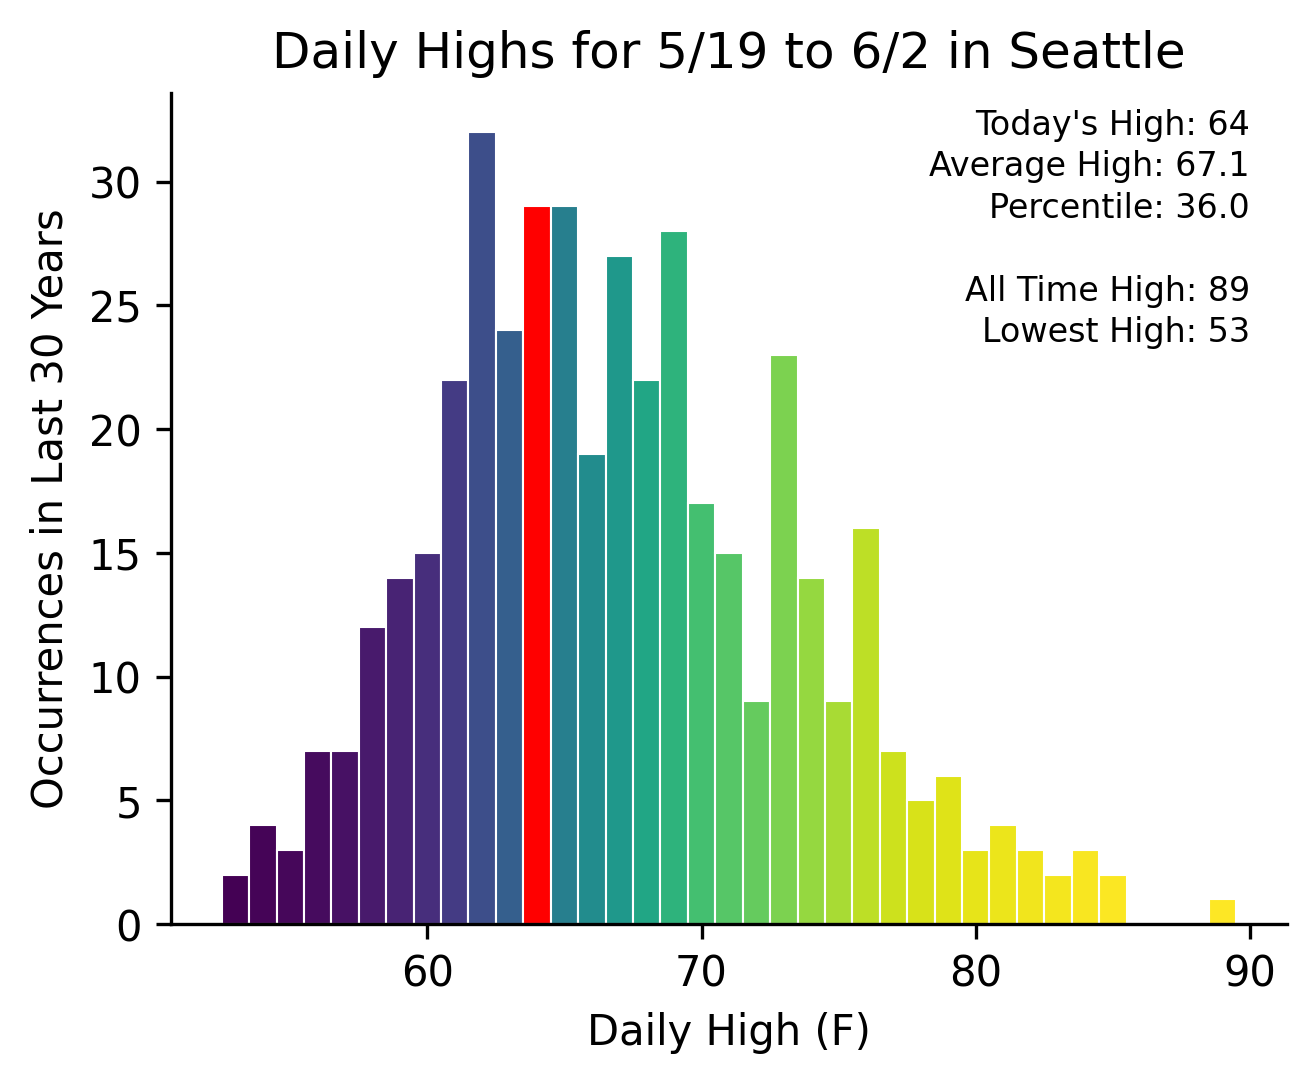 Daily Highs for 5/19 to 6/2 in Seattle
Today's High: 64
Average High: 67.1
Percentile: 36.0
All Time High: 89
Lowest High: 53
Occurrences in Last 30 Years
30
25
20
15
10
5
0
60
70
80
90
Daily High (F)